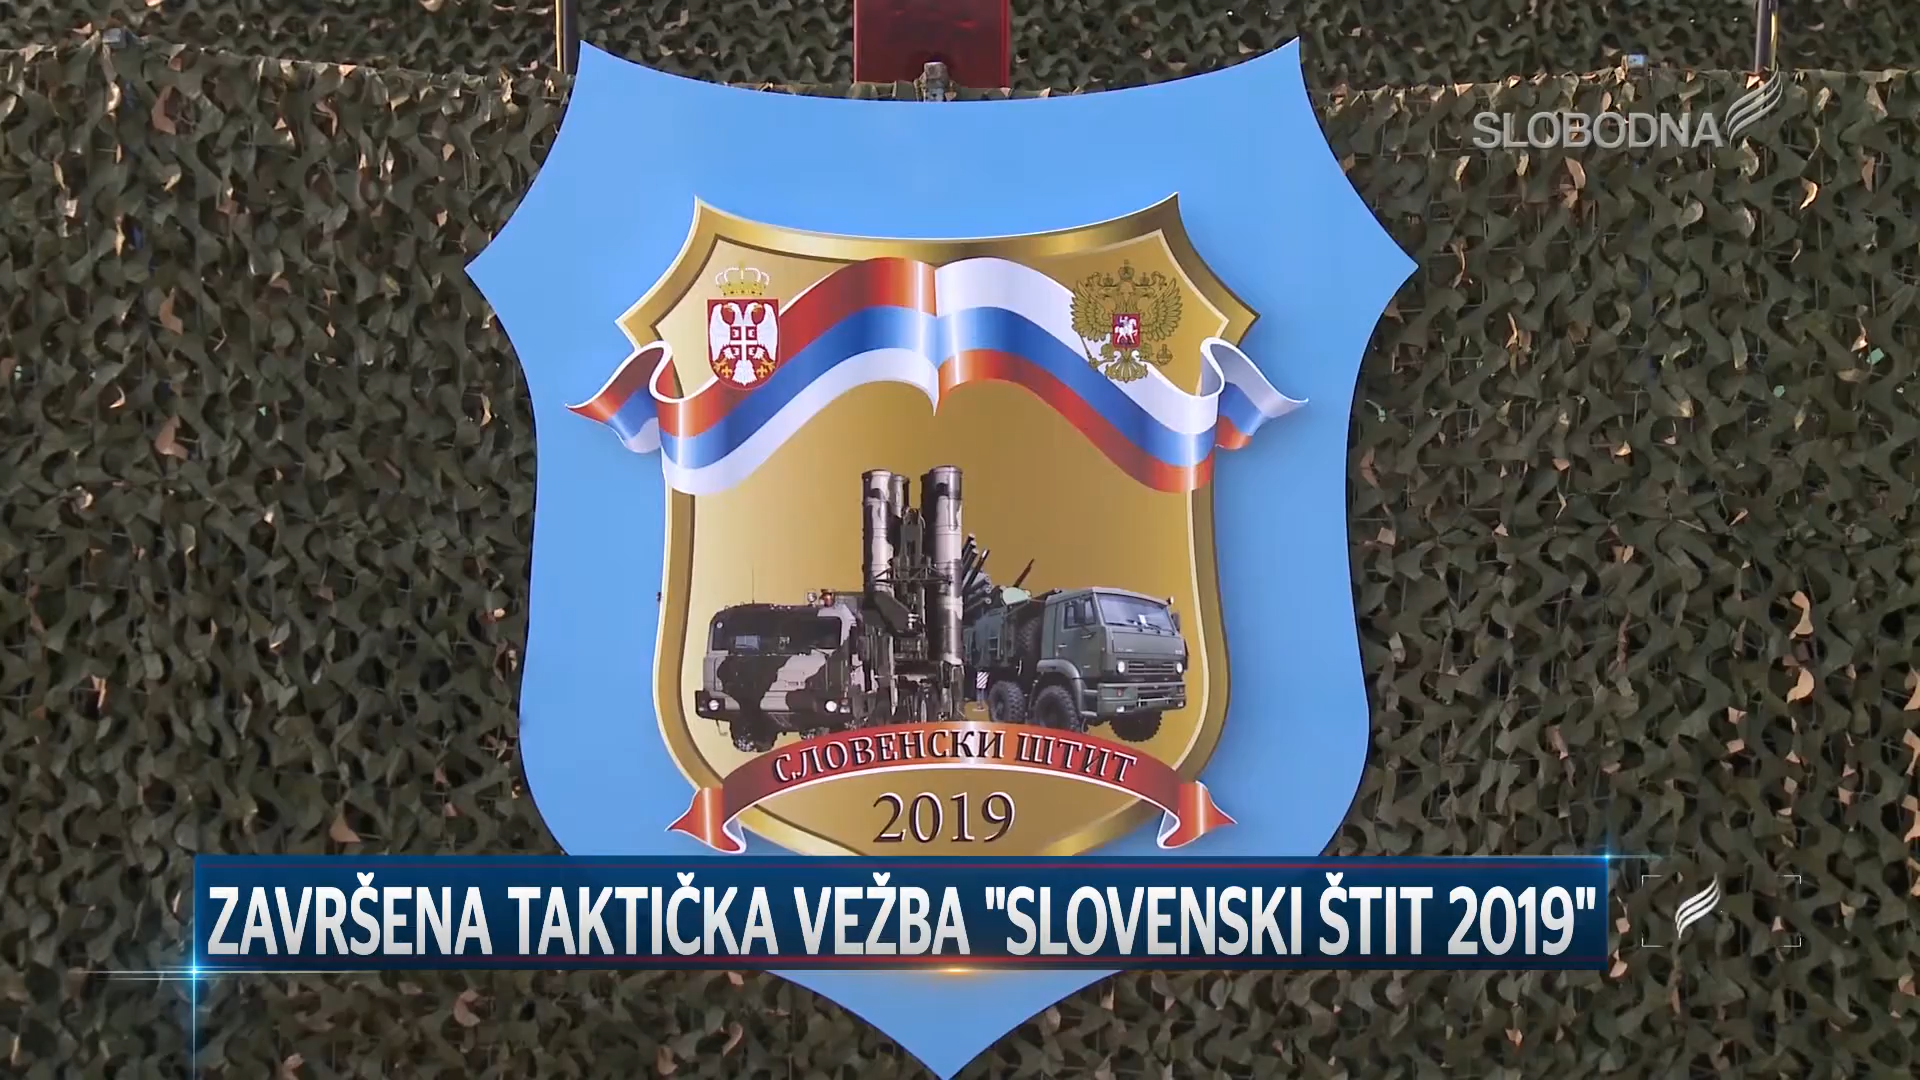 SLOBODNA
СЛОВЕНСКИ ШТИТ
2019
ZAVRŠENA TAKTIČKA VEŽBA "SLOVENSKI ŠTIT 2019"